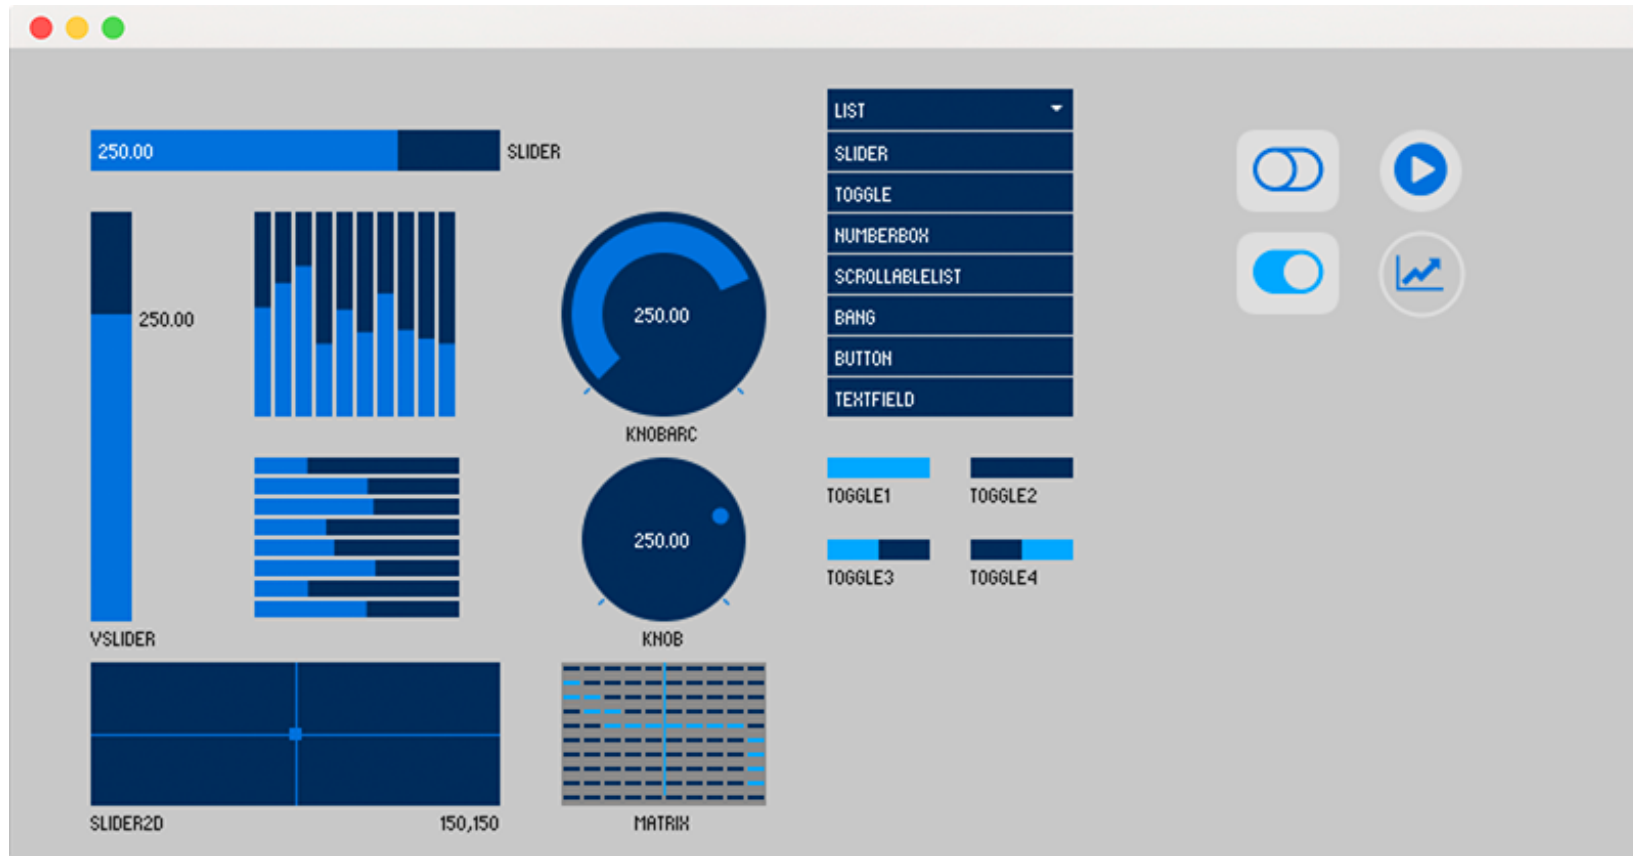 250.00
SLIDER
250.00
VSLIDER
SLIDER2D
150,150
250.00
KNOBARC
250.00
KNOB
MATRIX
LIST
SLIDER
TOGGLE
NUMBERBOX
SCROLLABLELIST
BANG
BUTTON
TEXTFIELD
TOGGLE1
TOGGLE2
TOGGLE3
TOGGLE4